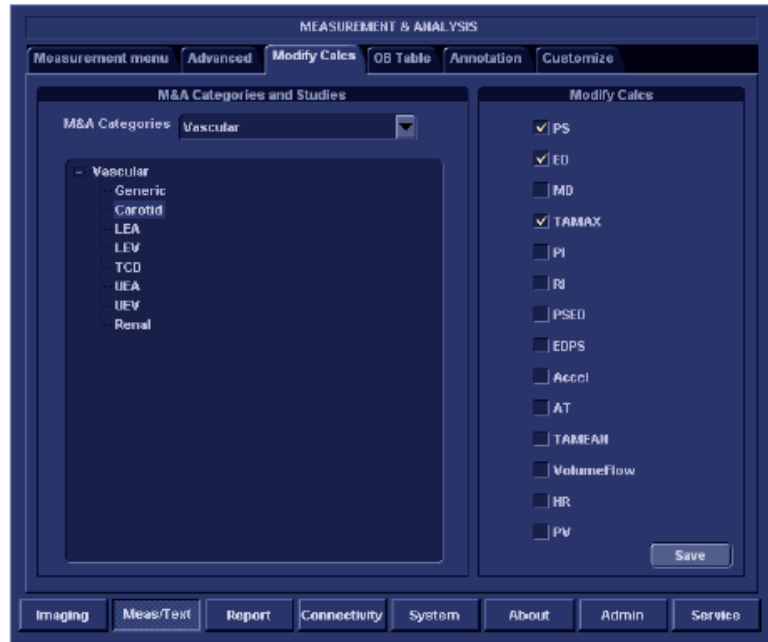 MEASUREMENT & ANALYSIS
Measurement menu
Advanced
Modify Calcs
OB Table
Annotation
Customize
M&A Categories and Studies
M&A Categories
Vascular
Vascular
Generic
Carotid
LEA
LEV
TCD
UEA
UEV
Renal
Modify Calcs
PS
ED
MD
TAMAX
PI
RI
PSED
EDPS
Accel
AT
TAMEAN
VolumeFlow
HR
PV
Save
Imaging
Meas/Text
Report
Connectivity
System
About
Admin
Service